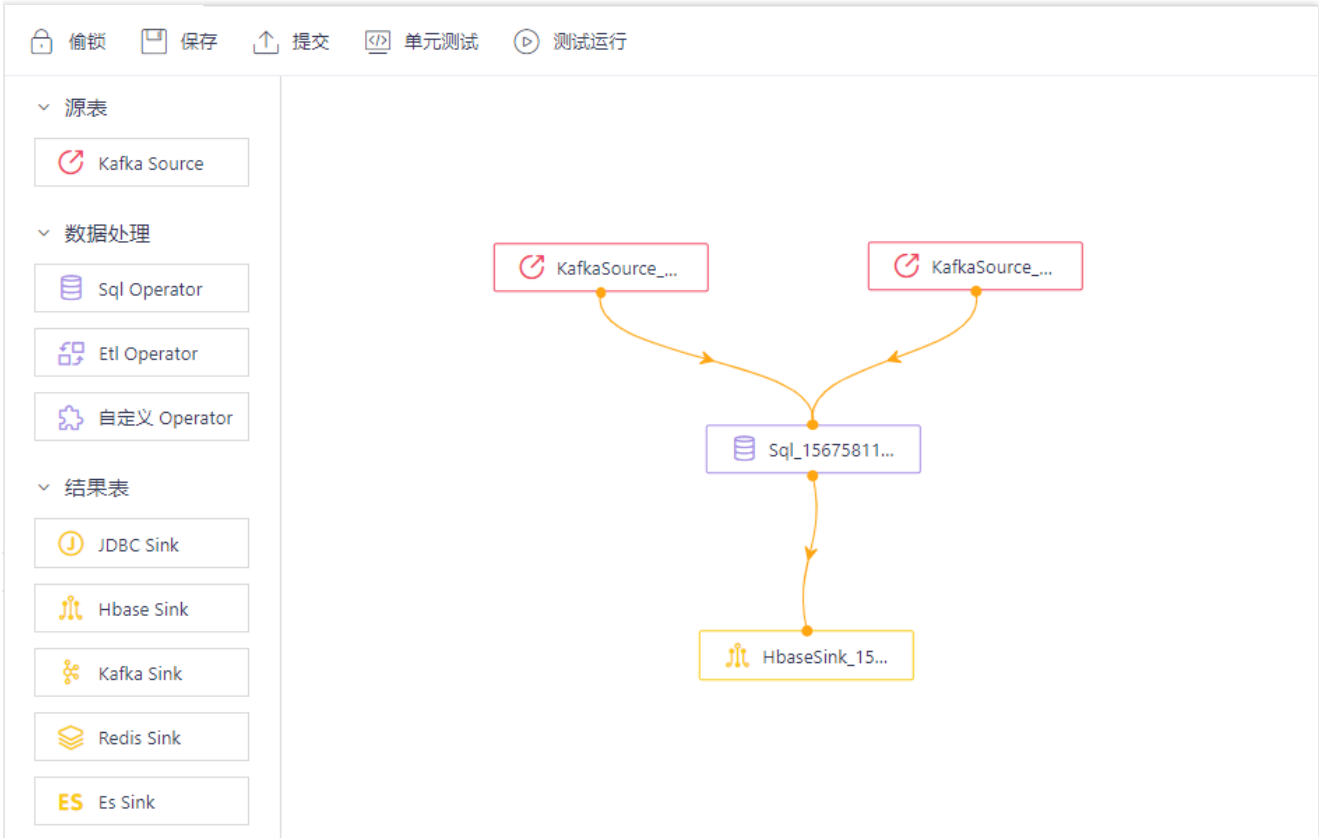 偷锁 保存 提交 单元测试 测试运行
源表
Kafka Source
数据处理
Sql Operator
Etl Operator
自定义 Operator
结果表
JDBC Sink
Hbase Sink
Kafka Sink
Redis Sink
ES Es Sink
KafkaSource_... KafkaSource_...
Sql_15675811...
HbaseSink_15...